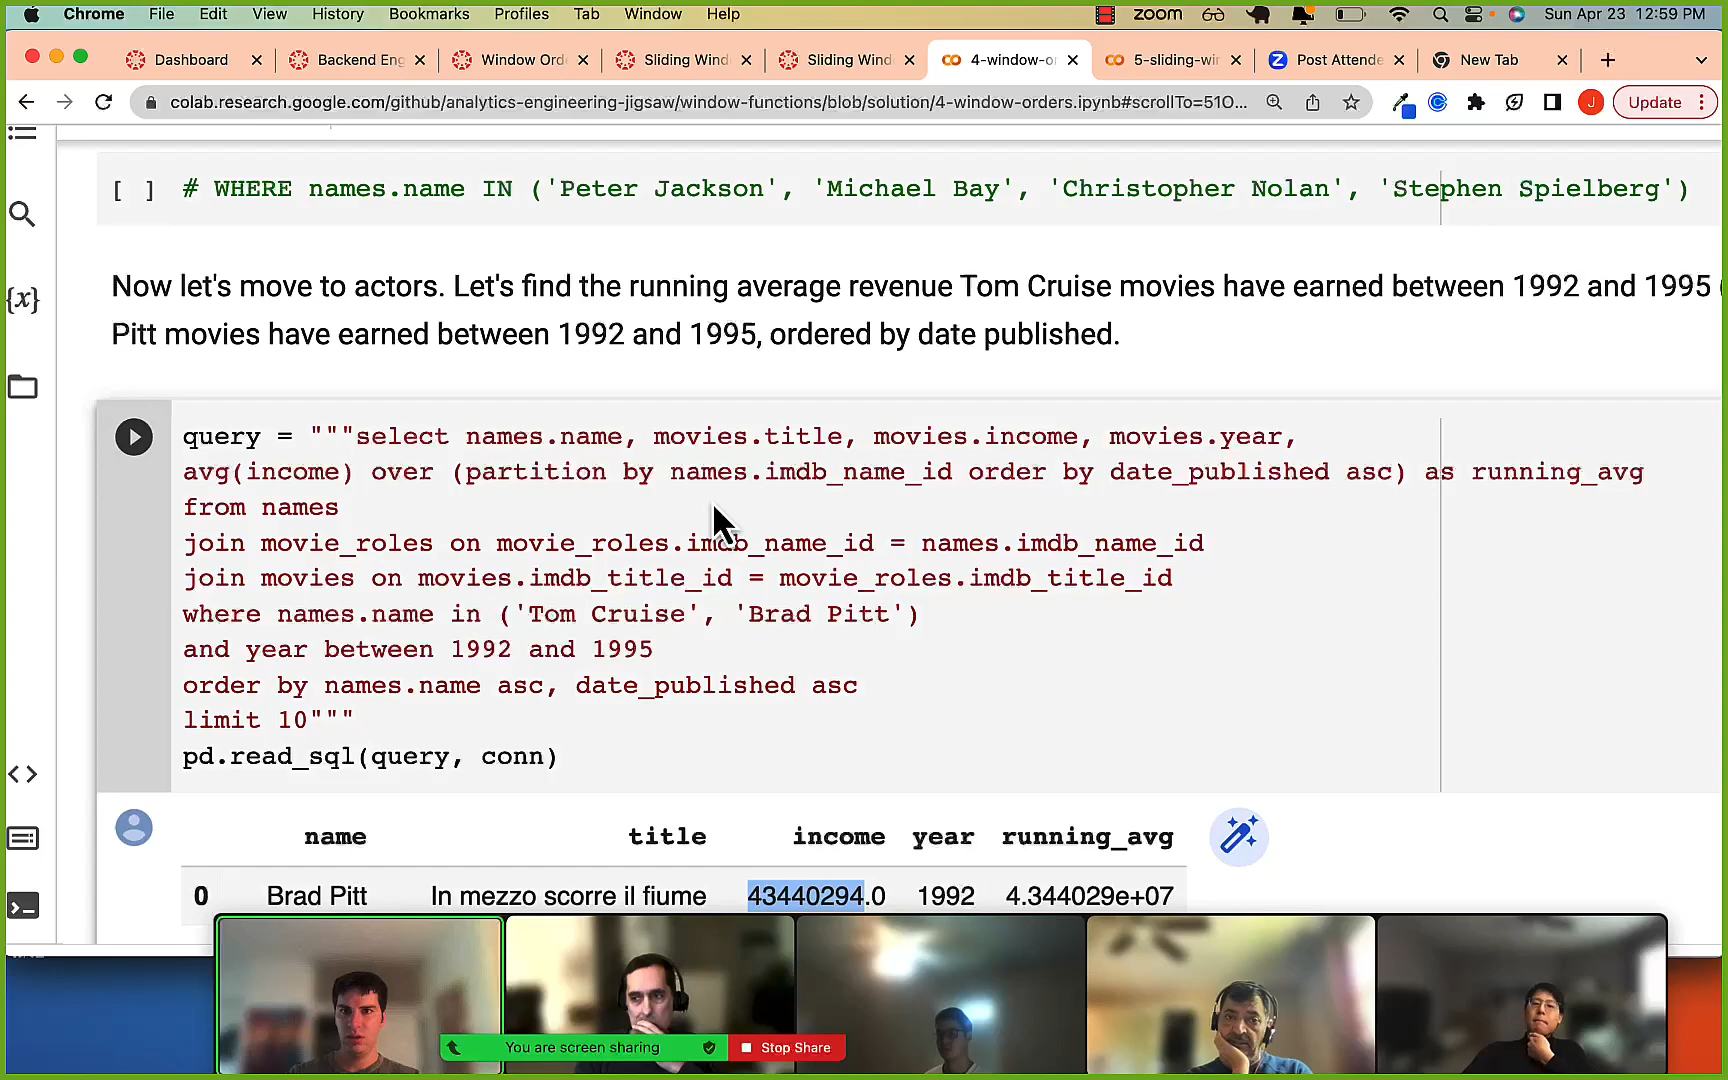 Chrome File Edit View History Bookmarks Profiles Tab Window Help zoom Sun Apr 23 12:59 PM
Dashboard Backend Eng Window Ord Sliding Wind Sliding Wind 4-window-or 5-sliding-wir Post Attende New Tab
colab.research.google.com/github/analytics-engineering-jigsaw/window-functions/blob/solution/4-window-orders.ipynb#scrollTo=51O... J Update
[ ] # WHERE names.name IN ('Peter Jackson', 'Michael Bay', 'Christopher Nolan', 'Stephen Spielberg')
{x}
Now let's move to actors. Let's find the running average revenue Tom Cruise movies have earned between 1992 and 1995
Pitt movies have earned between 1992 and 1995, ordered by date published.
query = """select names.name, movies.title, movies.income, movies.year,
avg(income) over (partition by names.imdb_name_id order by date_published asc) as running_avg
from names
join movie_roles on movie_roles.imdb_name_id = names.imdb_name_id
join movies on movies.imdb_title_id = movie_roles.imdb_title_id
where names.name in ('Tom Cruise', 'Brad Pitt')
and year between 1992 and 1995
order by names.name asc, date_published asc
limit 10"""
pd.read_sql(query, conn)
name title income year running_avg
0 Brad Pitt In mezzo scorre il fiume 43440294.0 1992 4.344029e+07
You are screen sharing Stop Share